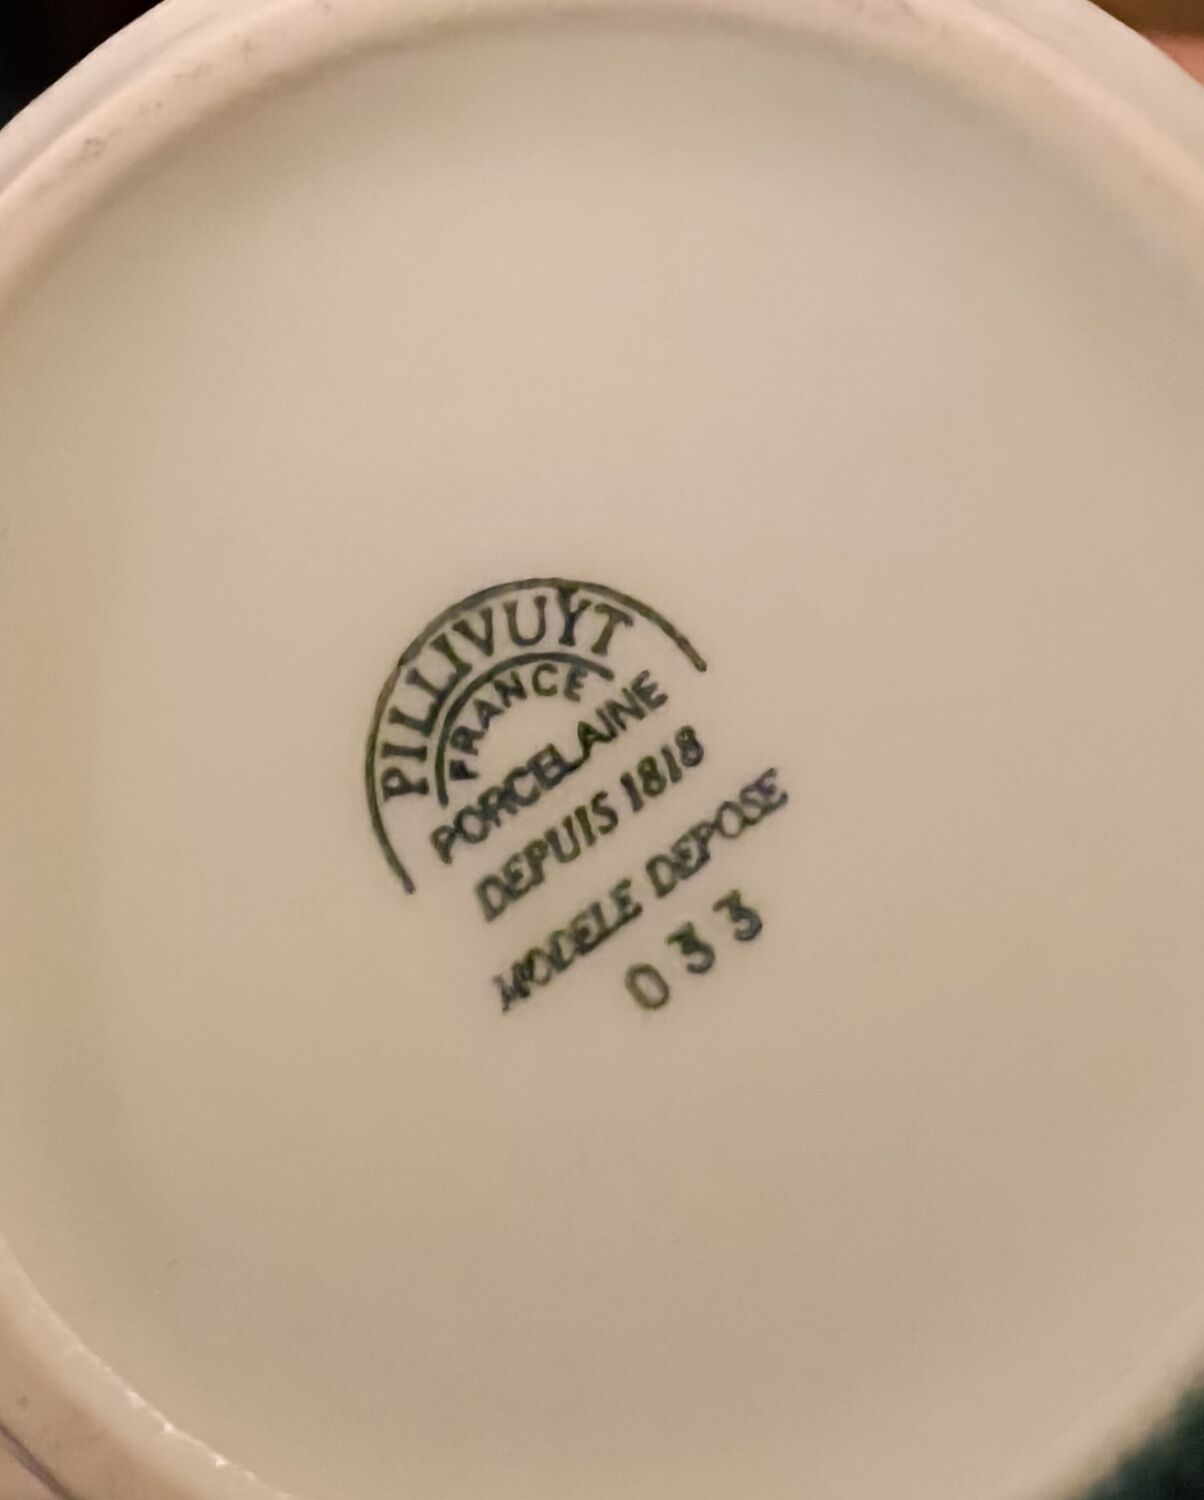 PILLIVUYT
FRANCE
PORCELAINE
DEPUIS 1818
MODELE DEPOSE
033